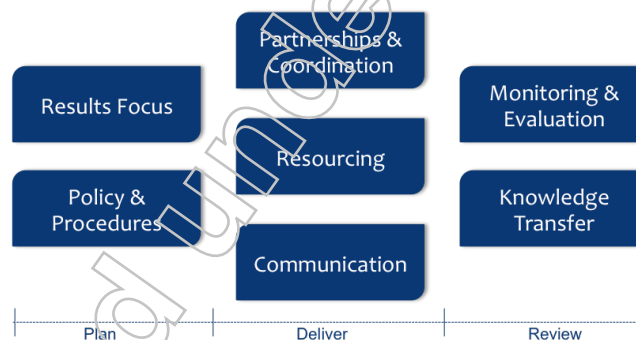 Results Focus
Policy &
Procedures
Partnerships &
Coordination
Resourcing
Communication
Monitoring &
Evaluation
Knowledge
Transfer
Plan
Deliver
Review